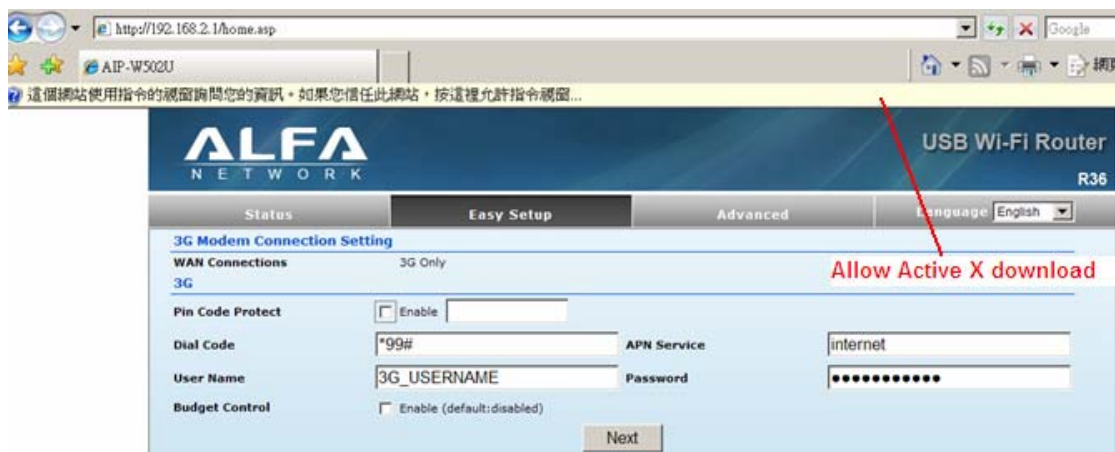 http://192.168.2.1/home.asp
Google
AIP-W502U
這個網站使用指令的視窗詢問您的資訊。如果您信任此網站,按這裡允許指令視窗...
ALFA
NETWORK
USB Wi-Fi Router
R36
Status Easy Setup Advanced Language English
3G Modem Connection Setting
WAN Connections 3G Only
Allow Active X download
3G
Pin Code Protect Enable
Dial Code *99# APN Service internet
User Name 3G_USERNAME Password
Budget Control Enable (default:disabled)
Next